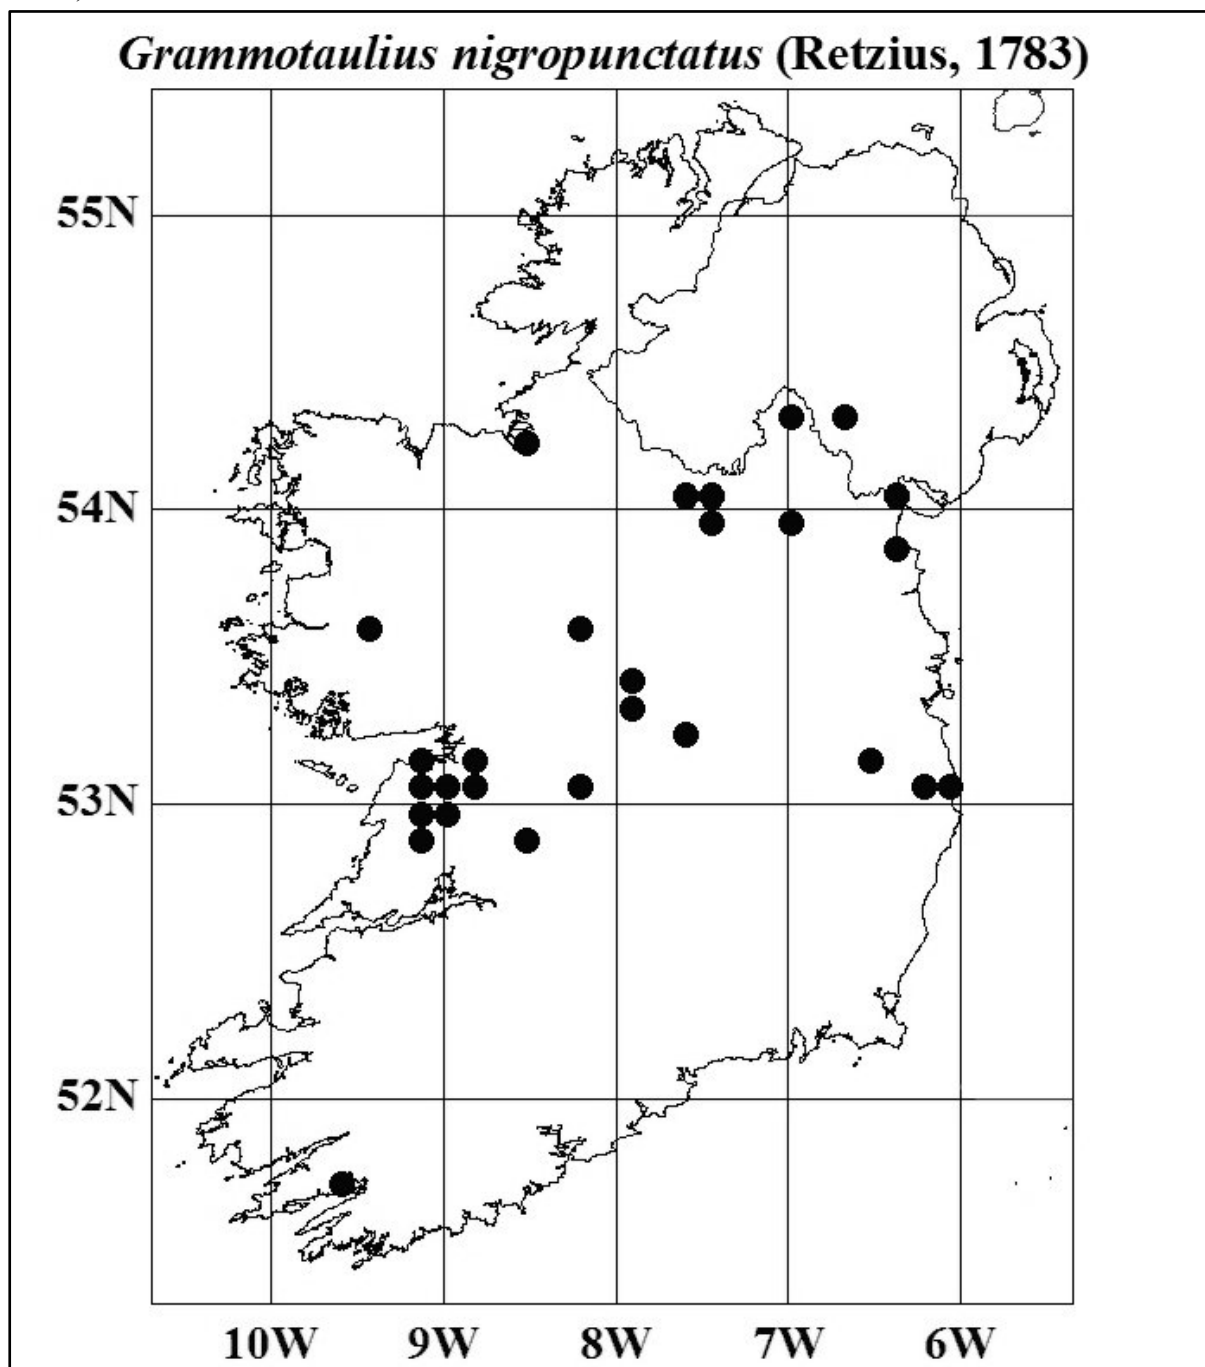 Grammotaulius nigropunctatus (Retzius, 1783)
55N
54N
53N
52N
10W 9W 8W 7W 6W